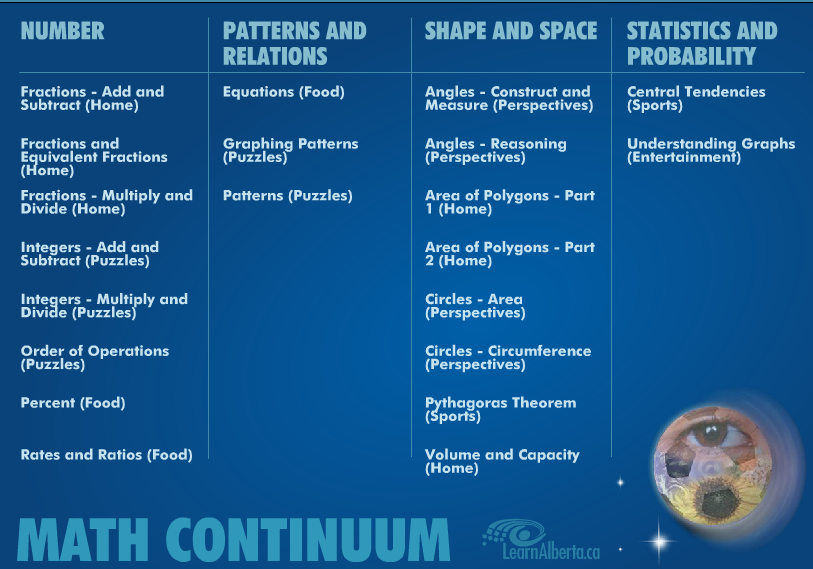 NUMBER
Fractions - Add and
Subtract (Home)
Fractions and
Equivalent Fractions
(Home)
Fractions - Multiply and
Divide (Home)
Integers - Add and
Subtract (Puzzles)
Integers - Multiply and
Divide (Puzzles)
Order of Operations
(Puzzles)
Percent (Food)
Rates and Ratios (Food)
PATTERNS AND
RELATIONS
Equations (Food)
Graphing Patterns
(Puzzles)
Patterns (Puzzles)
SHAPE AND SPACE
Angles - Construct and
Measure (Perspectives)
Angles - Reasoning
(Perspectives)
Area of Polygons - Part
1 (Home)
Area of Polygons - Part
2 (Home)
Circles - Area
(Perspectives)
Circles - Circumference
(Perspectives)
Pythagoras Theorem
(Sports)
Volume and Capacity
(Home)
STATISTICS AND
PROBABILITY
Central Tendencies
(Sports)
Understanding Graphs
(Entertainment)
MATH CONTINUUM
LearnAlberta.ca